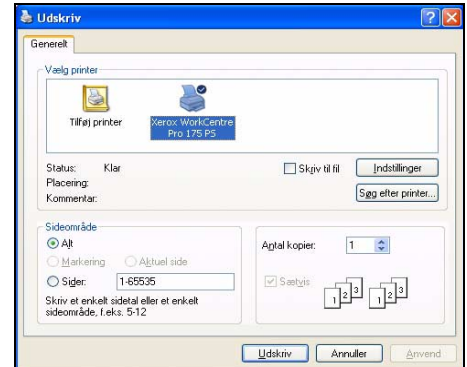 Udskriv
Generelt
Vælg printer
Tilføj printer
Xerox WorkCentre
Pro 175 PS
Status: Klar
Placering:
Kommentar:
Skriv til fil
Indstillinger
Søg efter printer...
Sideområde
Alt
Markering
Aktuel side
Sider: 1-65535
Skriv et enkelt sidetal eller et enkelt
sideområde, f.eks. 5-12
Antal kopier: 1
Sætvis
1 2 3 1 2 3
Udskriv Annuller Anvend